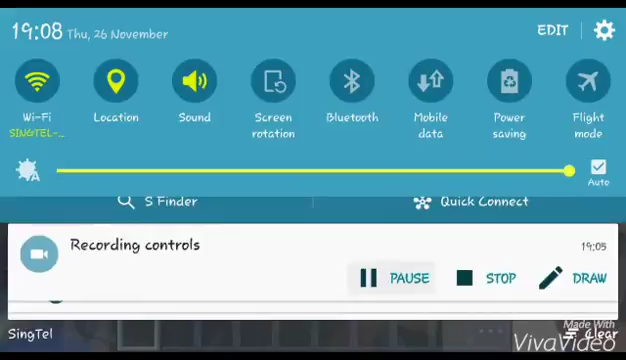 19:08 Thu, 26 November EDIT
Wi-Fi Location Sound Screen rotation Bluetooth Mobile data Power saving Flight mode
SINGTEL-_
A
Auto
S Finder Quick Connect
Recording controls 19:05
PAUSE STOP DRAW
SingTel Clear
Made With
VivaVideo